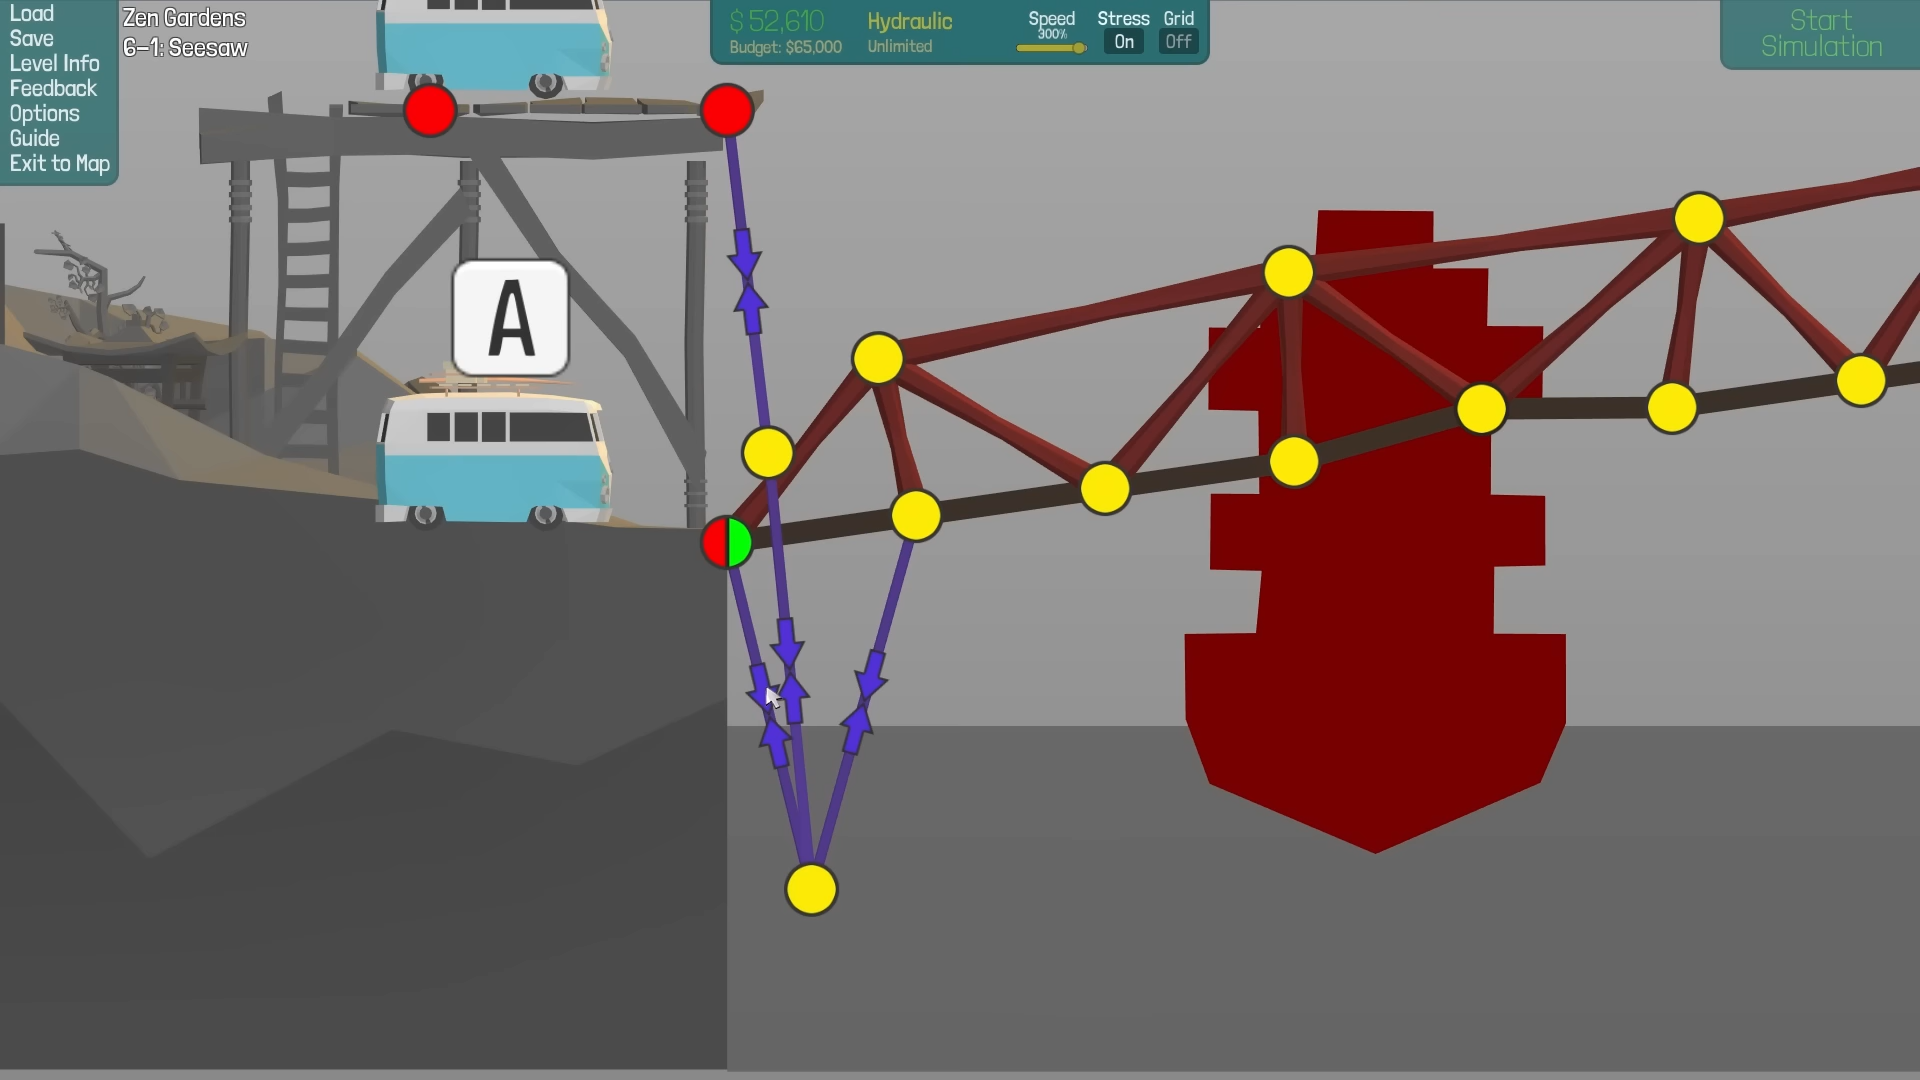 Load
Save
Level Info
Feedback
Options
Guide
Exit to Map
Zen Gardens
6-1: Seesaw
$ 52,610
Budget: $65,000
Hydraulic
Unlimited
Speed
300%
Stress
On
Grid
Off
Start
Simulation
A